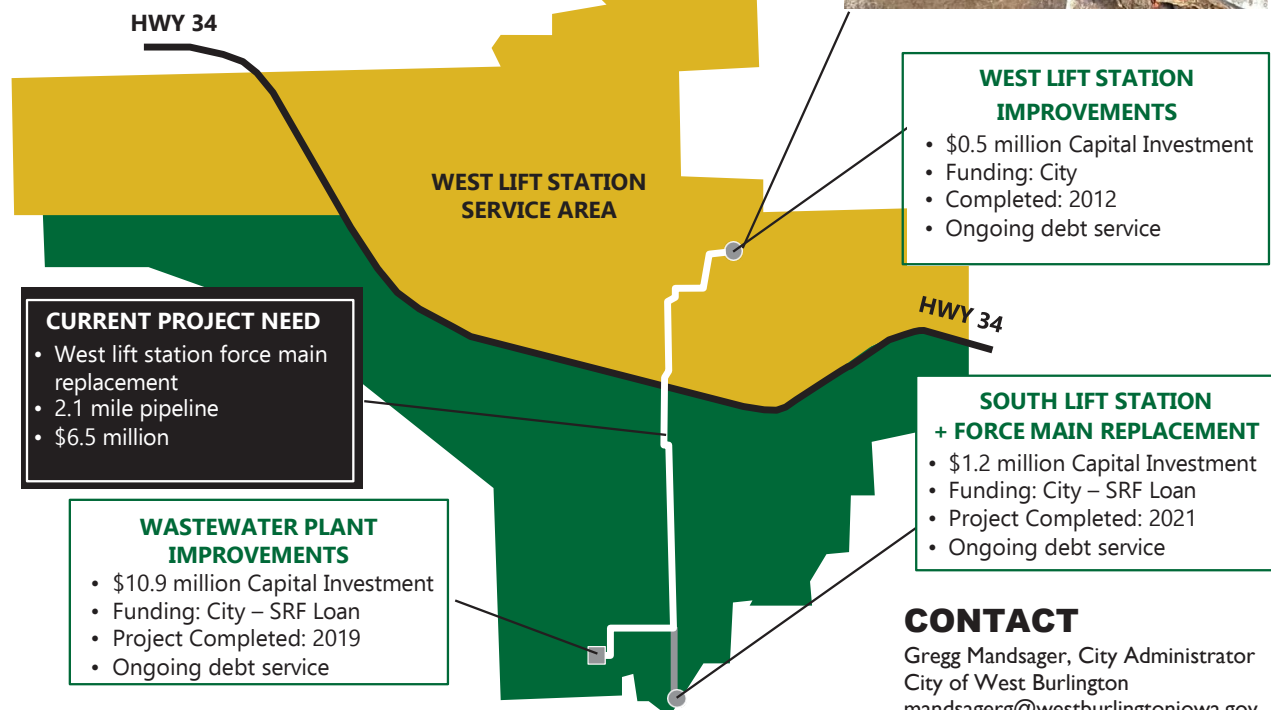 HWY 34
WEST LIFT STATION
IMPROVEMENTS
• $0.5 million Capital Investment
• Funding: City
• Completed: 2012
• Ongoing debt service
WEST LIFT STATION
SERVICE AREA
HWY 34
CURRENT PROJECT NEED
• West lift station force main
replacement
• 2.1 mile pipeline
• $6.5 million
SOUTH LIFT STATION
+ FORCE MAIN REPLACEMENT
• $1.2 million Capital Investment
• Funding: City – SRF Loan
• Project Completed: 2021
• Ongoing debt service
WASTEWATER PLANT
IMPROVEMENTS
• $10.9 million Capital Investment
• Funding: City – SRF Loan
• Project Completed: 2019
• Ongoing debt service
CONTACT
Gregg Mandsager, City Administrator
City of West Burlington
mandsagerg@westburlingtoniowa.gov